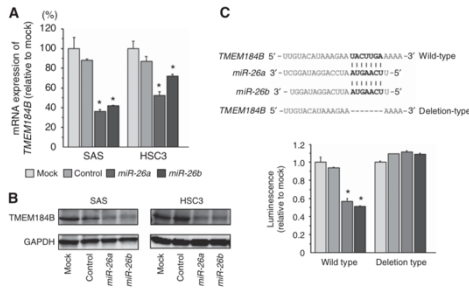 A
(%)
mRNA expression of
TMEM184B (relative to mock)
120
100
80
60
40
20
0
* * * *
SAS HSC3
Mock Control miR-26a miR-26b
B
SAS HSC3
TMEM184B
GAPDH
Mock Control miR-26a miR-26b Mock Control miR-26a miR-26b
C
TMEM184B 5' –UUGUACAUAAAGAAUACUUGAAAAA–3' Wild-type
miR-26a 3' –UCGGAUAGGACCUAAUGAACUU–5'
miR-26b 3' –UGGAUAGGACUUAAUGAACUU–5'
TMEM184B 5' –UUGUACAUAAAGAA-------AAAA–3' Deletion-type
Luminescence
(relative to mock)
1.2
1.0
0.8
0.6
0.4
0.2
0
* *
Wild type Deletion type